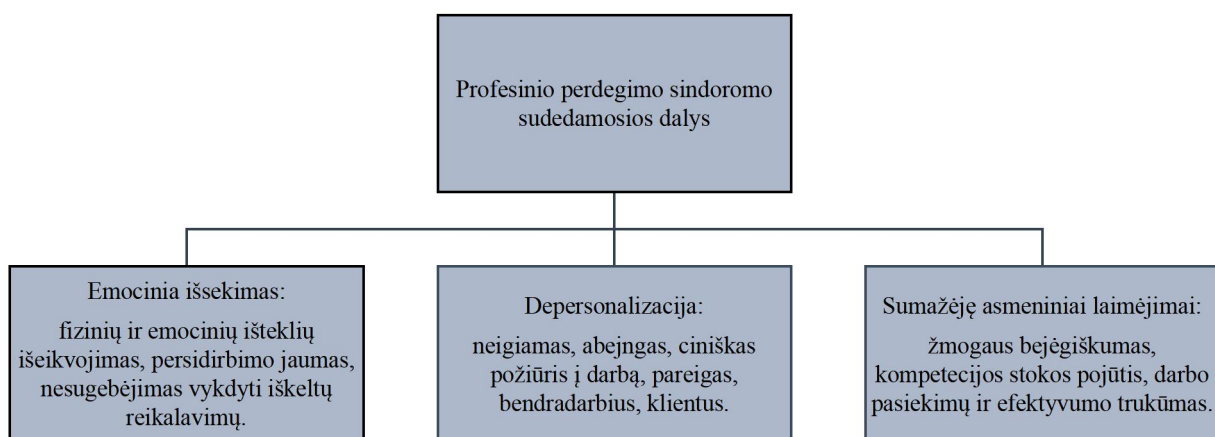 Profesinio perdegimo sindoromo
sudedamosios dalys
Emocinia išsekimas:
fizinių ir emocinių išteklių
išeikvojimas, persidirbimo jaumas,
nesugebėjimas vykdyti iškeltų
reikalavimų.
Depersonalizacija:
neigiamas, abejngas, ciniškas
požiūris į darbą, pareigas,
bendradarbius, klientus.
Sumažėję asmeniniai laimėjimai:
žmogaus bejėgiškumas,
kompetecijos stokos pojūtis, darbo
pasiekimų ir efektyvumo trukūmas.